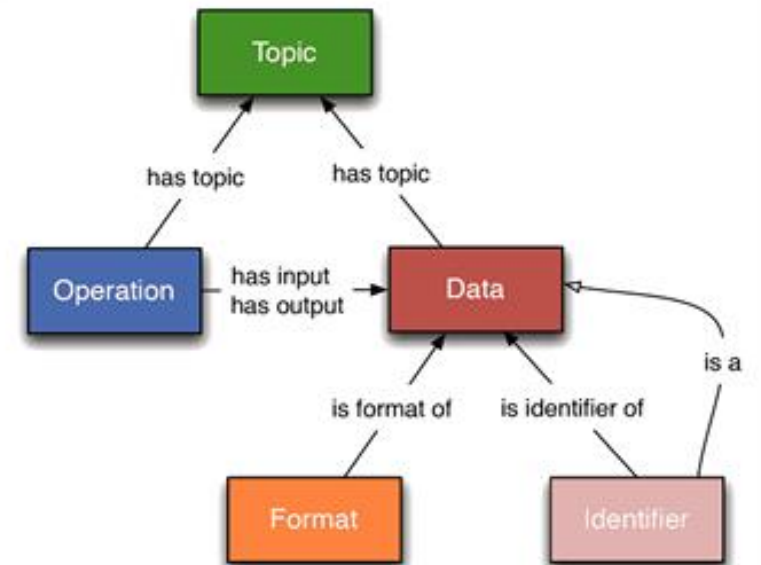 Topic
has topic
has topic
Operation
has input
has output
Data
is a
is format of
is identifier of
Format
Identifier